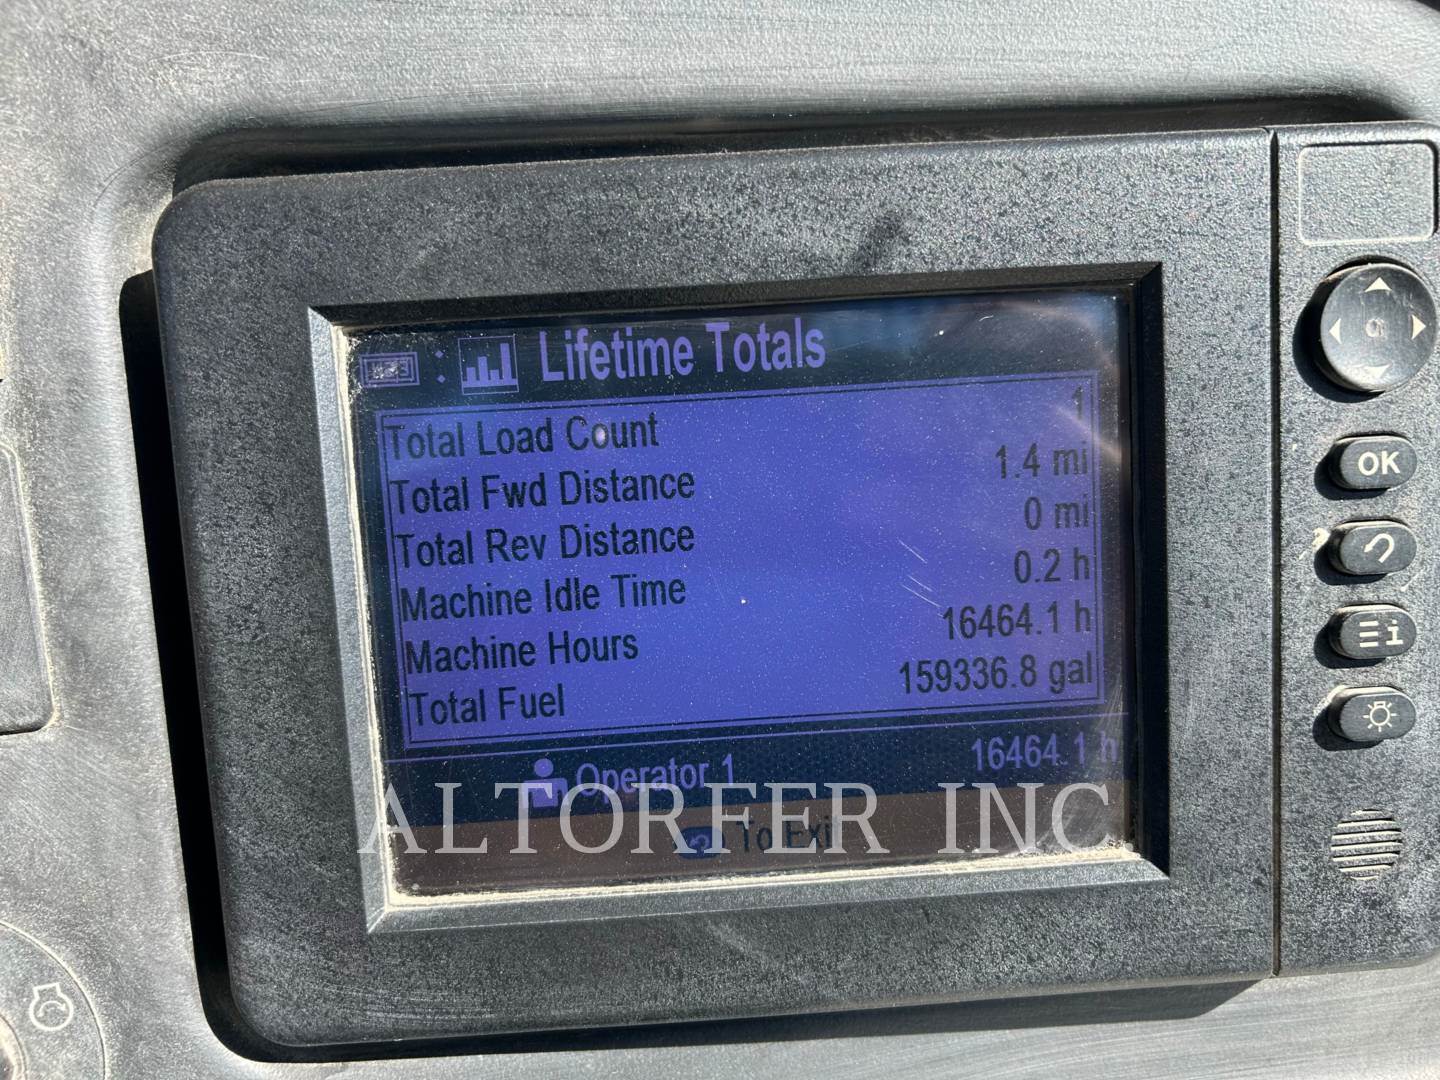 : Lifetime Totals
Total Load Count 1
Total Fwd Distance 1.4 mi
Total Rev Distance 0 mi
Machine Idle Time 0.2 h
Machine Hours 16464.1 h
Total Fuel 159336.8 gal
Operator 1 16464.1 h
To Exit
ALTORFER INC
OK
i